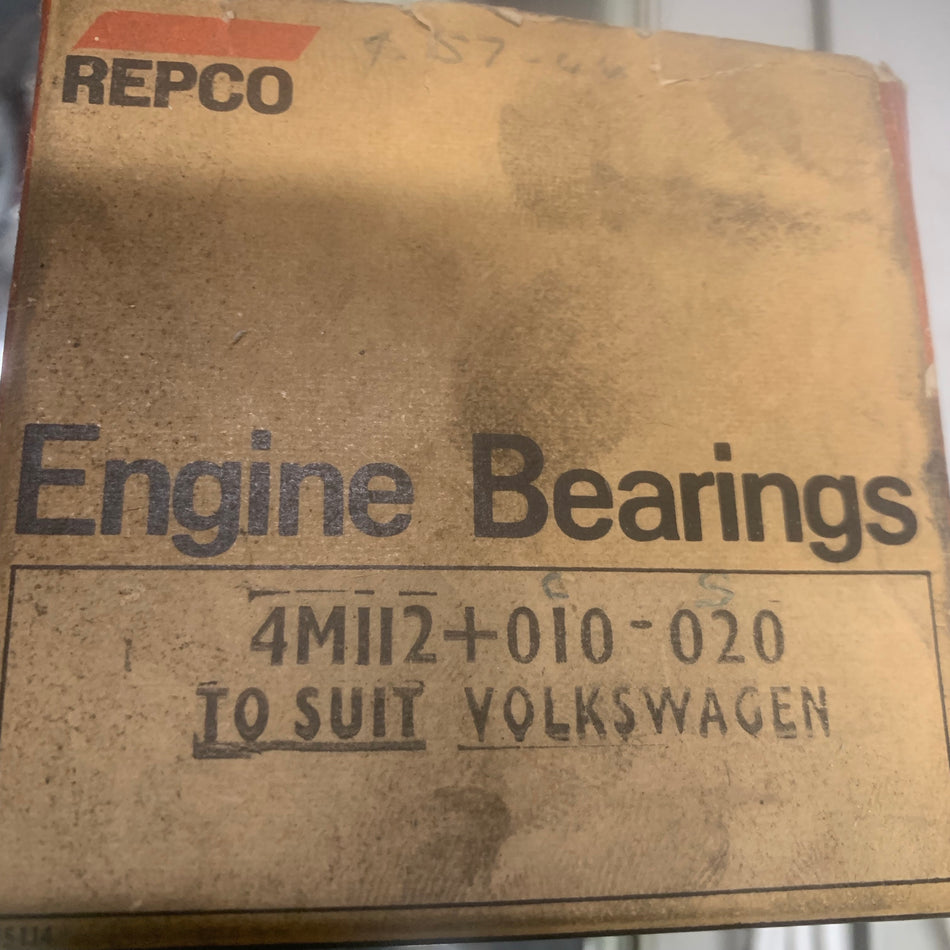 REPCO
Engine Bearings
4M112+010-020
TO SUIT VOLKSWAGEN